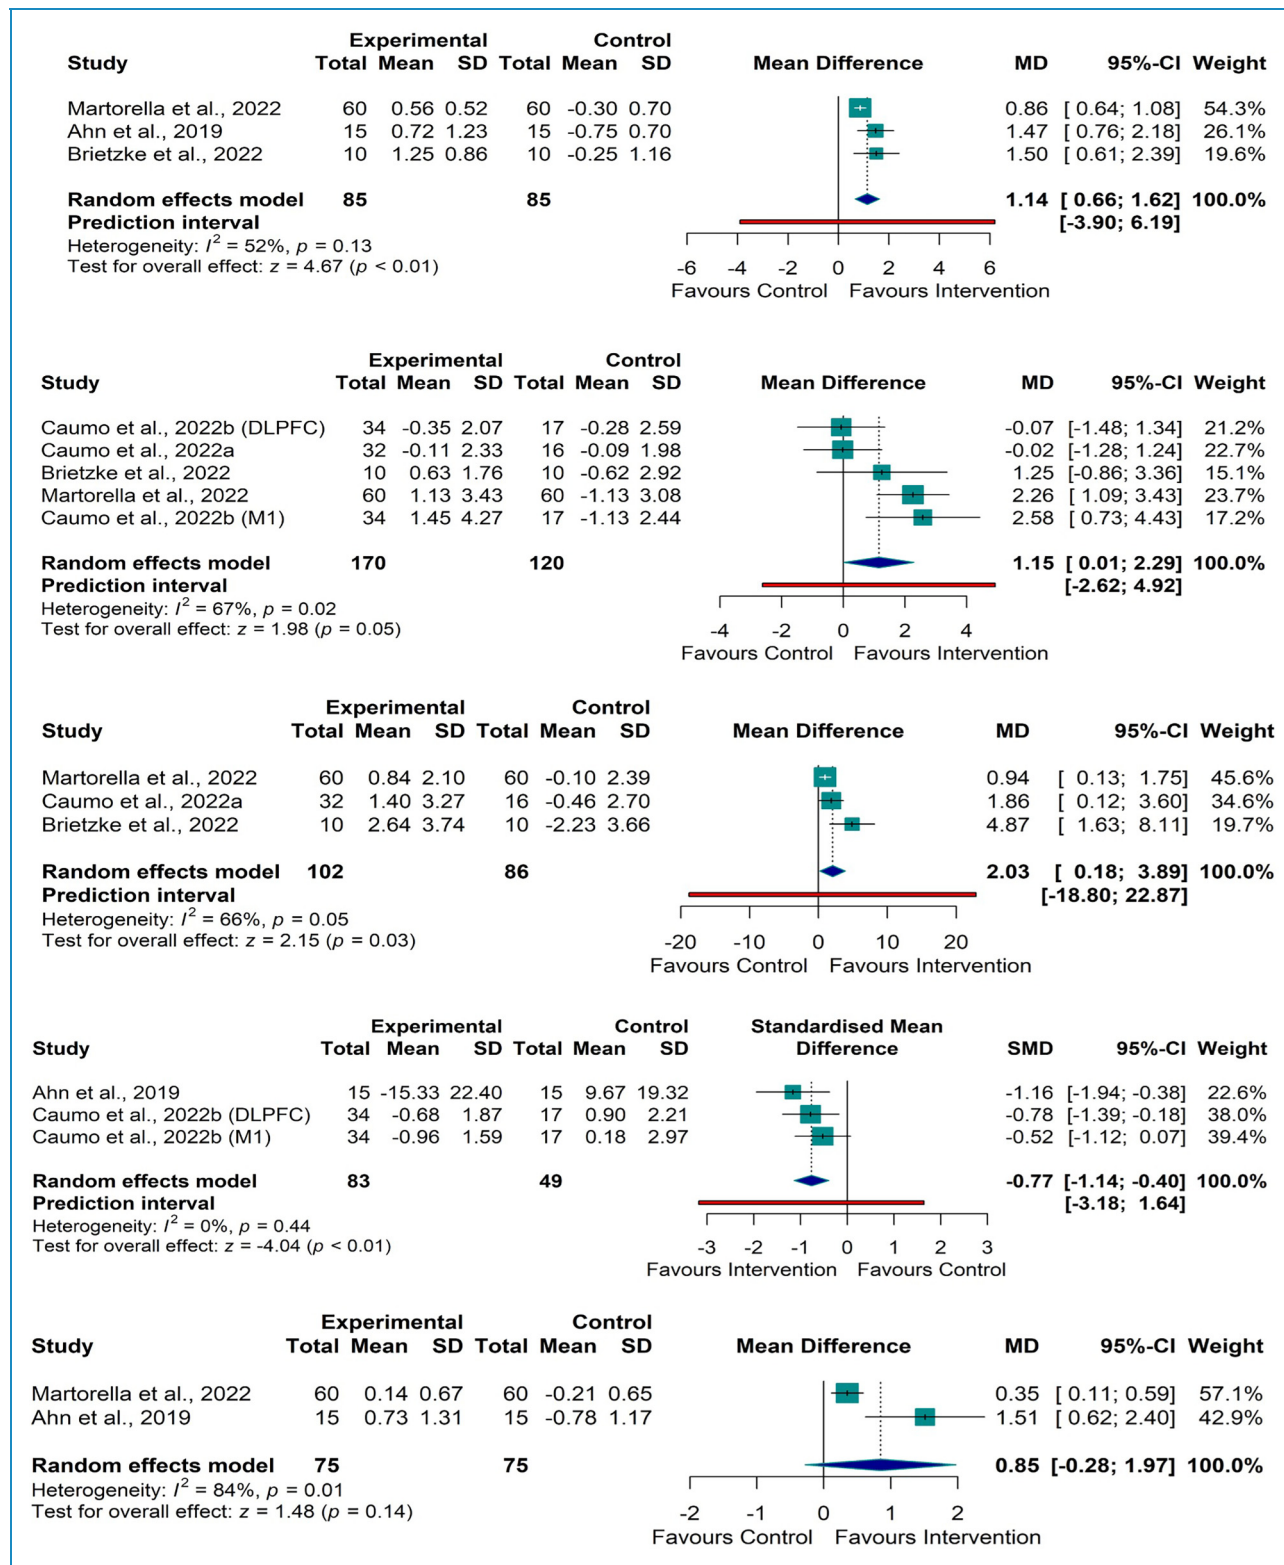 Experimental Control
Study Total Mean SD Total Mean SD Mean Difference MD 95%-CI Weight
Martorella et al., 2022 60 0.56 0.52 60 -0.30 0.70 0.86 [ 0.64; 1.08] 54.3%
Ahn et al., 2019 15 0.72 1.23 15 -0.75 0.70 1.47 [ 0.76; 2.18] 26.1%
Brietzke et al., 2022 10 1.25 0.86 10 -0.25 1.16 1.50 [ 0.61; 2.39] 19.6%
Random effects model 85 85 1.14 [ 0.66; 1.62] 100.0%
Prediction interval [-3.90; 6.19]
Heterogeneity: I² = 52%, p = 0.13
Test for overall effect: z = 4.67 (p < 0.01)
-6 -4 -2 0 2 4 6
Favours Control Favours Intervention
Experimental Control
Study Total Mean SD Total Mean SD Mean Difference MD 95%-CI Weight
Caumo et al., 2022b (DLPFC) 34 -0.35 2.07 17 -0.28 2.59 -0.07 [-1.48; 1.34] 21.2%
Caumo et al., 2022a 32 -0.11 2.33 16 -0.09 1.98 -0.02 [-1.28; 1.24] 22.7%
Brietzke et al., 2022 10 0.63 1.76 10 -0.62 2.92 1.25 [-0.86; 3.36] 15.1%
Martorella et al., 2022 60 1.13 3.43 60 -1.13 3.08 2.26 [ 1.09; 3.43] 23.7%
Caumo et al., 2022b (M1) 34 1.45 4.27 17 -1.13 2.44 2.58 [ 0.73; 4.43] 17.2%
Random effects model 170 120 1.15 [ 0.01; 2.29] 100.0%
Prediction interval [-2.62; 4.92]
Heterogeneity: I² = 67%, p = 0.02
Test for overall effect: z = 1.98 (p = 0.05)
-4 -2 0 2 4
Favours Control Favours Intervention
Experimental Control
Study Total Mean SD Total Mean SD Mean Difference MD 95%-CI Weight
Martorella et al., 2022 60 0.84 2.10 60 -0.10 2.39 0.94 [ 0.13; 1.75] 45.6%
Caumo et al., 2022a 32 1.40 3.27 16 -0.46 2.70 1.86 [ 0.12; 3.60] 34.6%
Brietzke et al., 2022 10 2.64 3.74 10 -2.23 3.66 4.87 [ 1.63; 8.11] 19.7%
Random effects model 102 86 2.03 [ 0.18; 3.89] 100.0%
Prediction interval [-18.80; 22.87]
Heterogeneity: I² = 66%, p = 0.05
Test for overall effect: z = 2.15 (p = 0.03)
-20 -10 0 10 20
Favours Control Favours Intervention
Experimental Control Standardised Mean
Study Total Mean SD Total Mean SD Difference SMD 95%-CI Weight
Ahn et al., 2019 15 -15.33 22.40 15 9.67 19.32 -1.16 [-1.94; -0.38] 22.6%
Caumo et al., 2022b (DLPFC) 34 -0.68 1.87 17 0.90 2.21 -0.78 [-1.39; -0.18] 38.0%
Caumo et al., 2022b (M1) 34 -0.96 1.59 17 0.18 2.97 -0.52 [-1.12; 0.07] 39.4%
Random effects model 83 49 -0.77 [-1.14; -0.40] 100.0%
Prediction interval [-3.18; 1.64]
Heterogeneity: I² = 0%, p = 0.44
Test for overall effect: z = -4.04 (p < 0.01)
-3 -2 -1 0 1 2 3
Favours Intervention Favours Control
Experimental Control
Study Total Mean SD Total Mean SD Mean Difference MD 95%-CI Weight
Martorella et al., 2022 60 0.14 0.67 60 -0.21 0.65 0.35 [ 0.11; 0.59] 57.1%
Ahn et al., 2019 15 0.73 1.31 15 -0.78 1.17 1.51 [ 0.62; 2.40] 42.9%
Random effects model 75 75 0.85 [-0.28; 1.97] 100.0%
Heterogeneity: I² = 84%, p = 0.01
Test for overall effect: z = 1.48 (p = 0.14)
-2 -1 0 1 2
Favours Control Favours Intervention